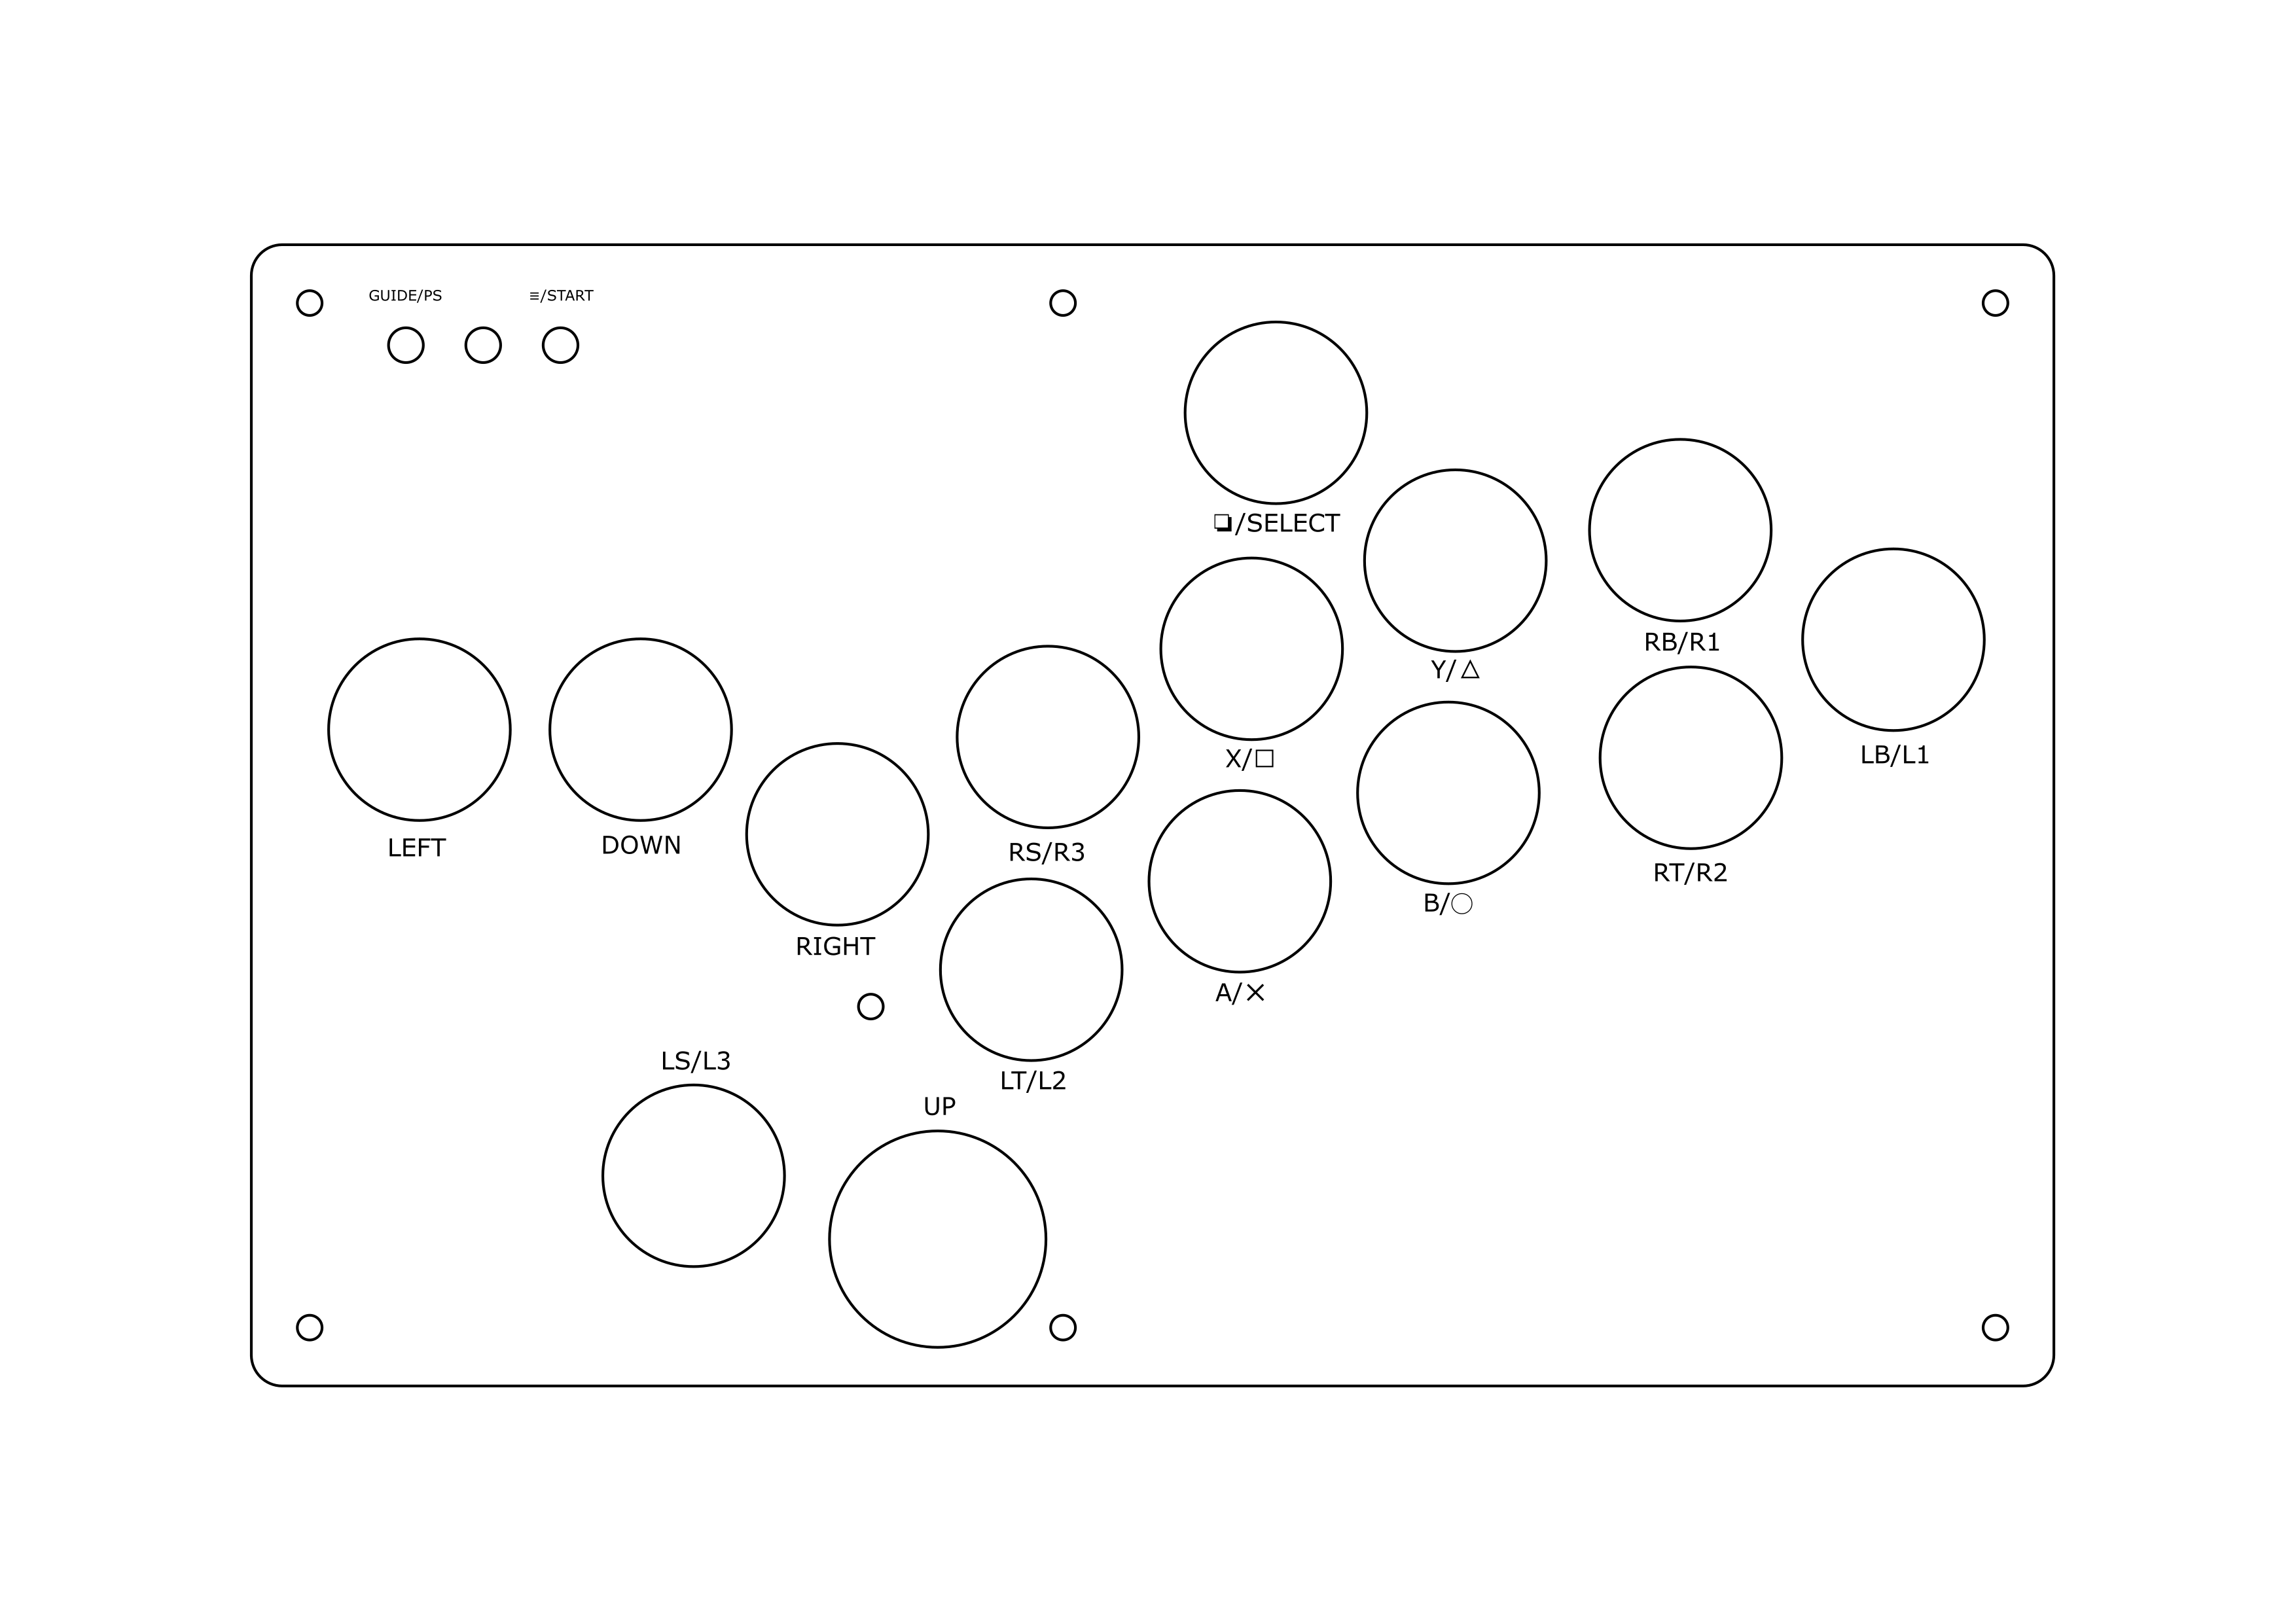 GUIDE/PS
≡/START
❏/SELECT
RB/R1
Y/△
LB/L1
X/□
LEFT
DOWN
RS/R3
RT/R2
B/○
RIGHT
A/×
LS/L3
LT/L2
UP